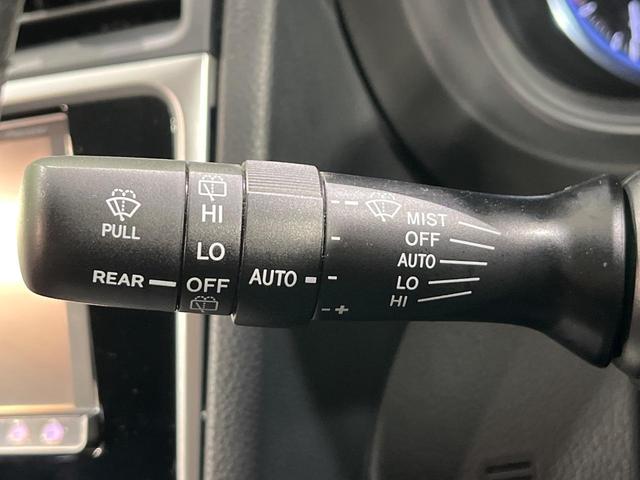 PULL
REAR
HI
LO
OFF
AUTO
- +
MIST
OFF
AUTO
LO
HI